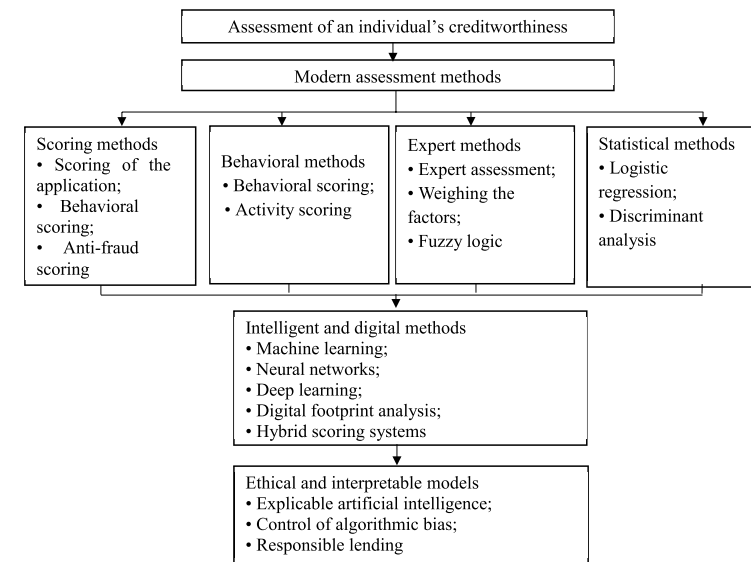 Assessment of an individual’s creditworthiness
Modern assessment methods
Scoring methods
• Scoring of the
application;
• Behavioral
scoring;
• Anti-fraud
scoring
Behavioral methods
• Behavioral scoring;
• Activity scoring
Expert methods
• Expert assessment;
• Weighing the
factors;
• Fuzzy logic
Statistical methods
• Logistic
regression;
• Discriminant
analysis
Intelligent and digital methods
• Machine learning;
• Neural networks;
• Deep learning;
• Digital footprint analysis;
• Hybrid scoring systems
Ethical and interpretable models
• Explicable artificial intelligence;
• Control of algorithmic bias;
• Responsible lending